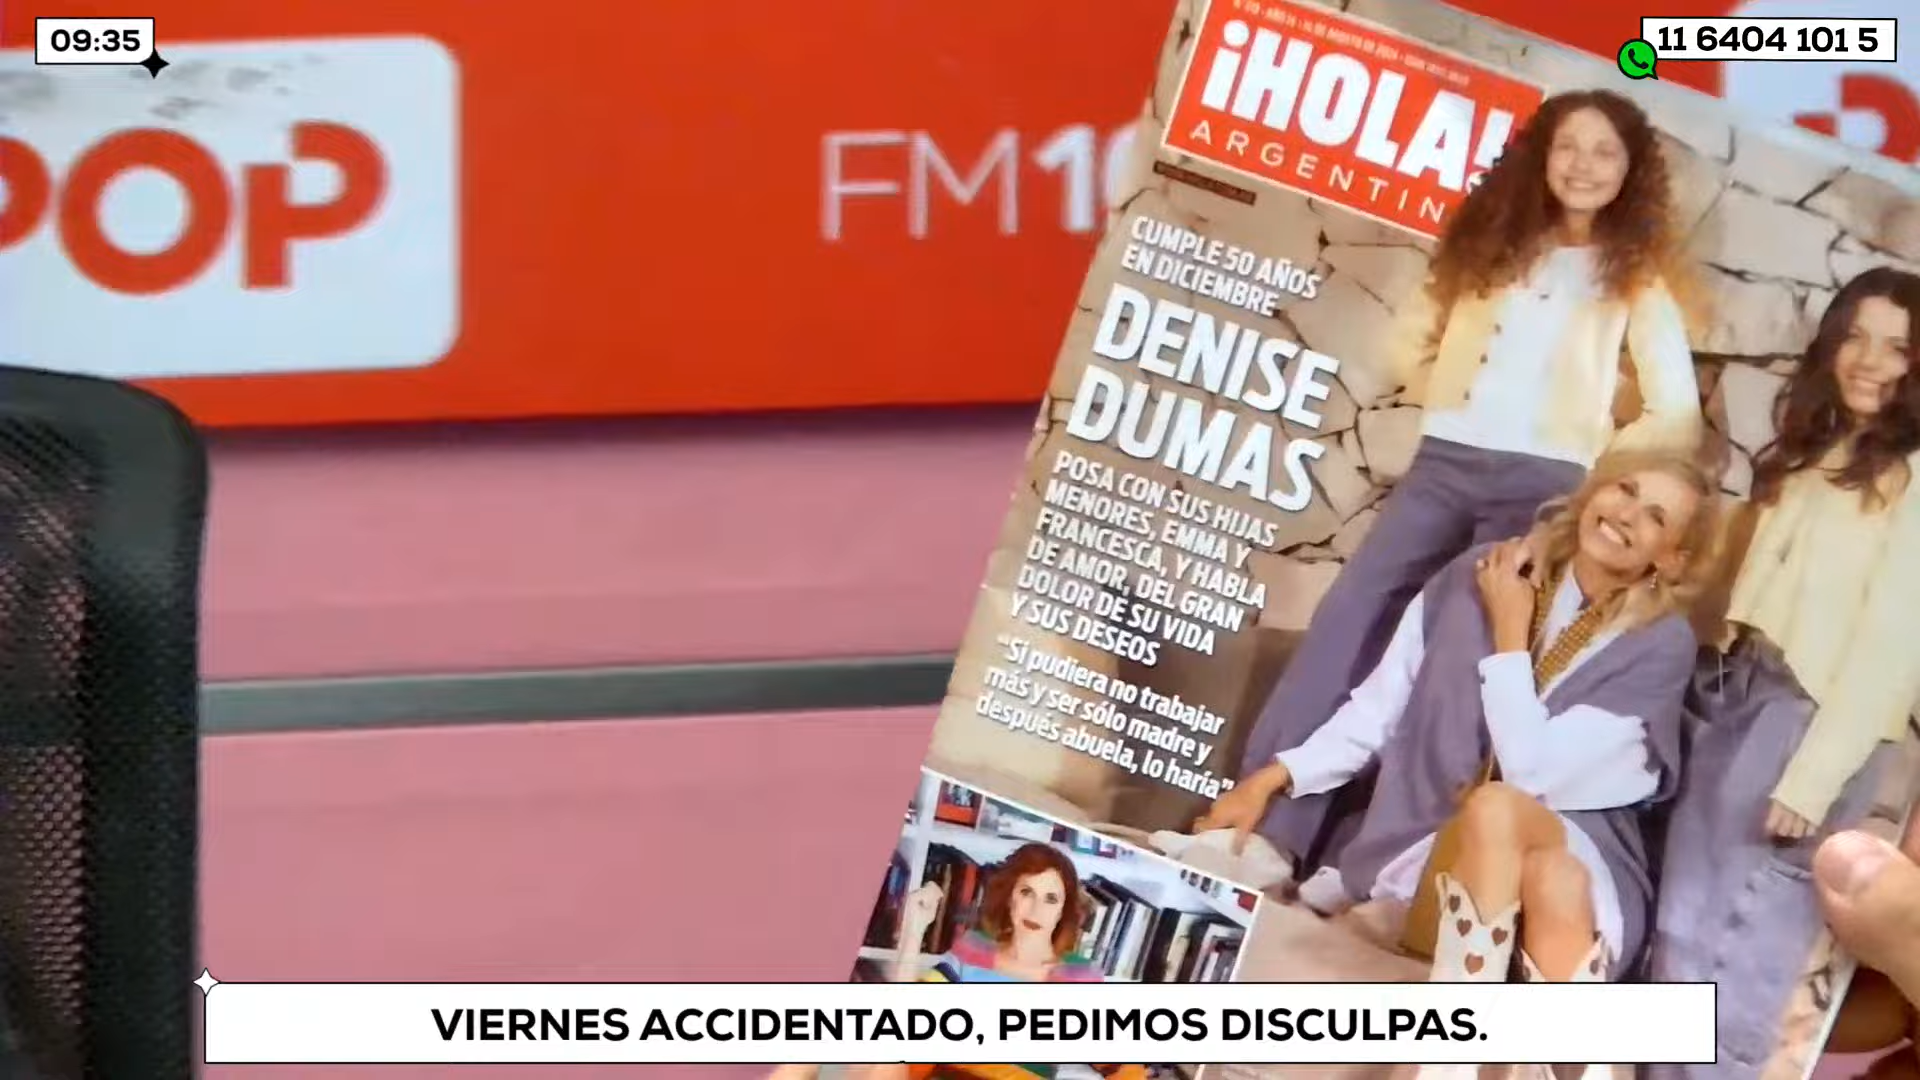 09:35
11 6404 101 5
POP
FM
¡HOLA!
ARGENTIN
CUMPLE 50 AÑOS
EN DICIEMBRE
DENISE
DUMAS
POSA CON SUS HIJAS
MENORES, EMMA Y
FRANCESCA, Y HABLA
DE AMOR, DEL GRAN
DOLOR DE SU VIDA
Y SUS DESEOS
“Si pudiera no trabajar
más y ser sólo madre y
después abuela, lo haría”
VIERNES ACCIDENTADO, PEDIMOS DISCULPAS.